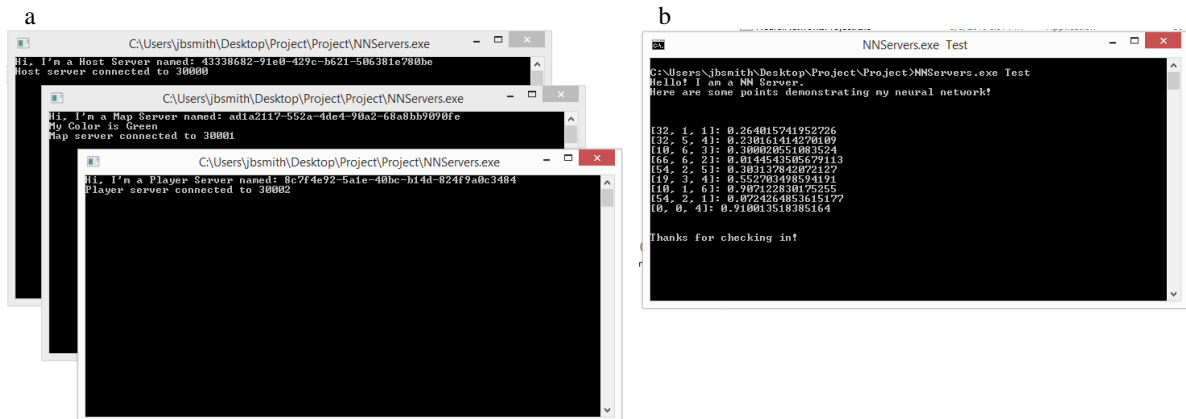 a
C:\Users\jbsmith\Desktop\Project\Project\NNServers.exe
Hi, I'm a Host Server named: 43338682-91e0-429c-b621-506381e780be
Host server connected to 30000
C:\Users\jbsmith\Desktop\Project\Project\NNServers.exe
Hi, I'm a Map Server named: ad1a2117-552a-4de4-90a2-68a8bb9090fe
My Color is Green
Map server connected to 30001
C:\Users\jbsmith\Desktop\Project\Project\NNServers.exe
Hi, I'm a Player Server named: 8c7f4e92-5a1e-40bc-b14d-824f9a0c3484
Player server connected to 30002
b
NNServers.exe Test
C:\Users\jbsmith\Desktop\Project\Project>NNServers.exe Test
Hello! I am a NN Server.
Here are some points demonstrating my neural network!
[32, 1, 1]: 0.264015741952726
[32, 5, 4]: 0.230161414270109
[10, 6, 3]: 0.300020551083524
[66, 6, 2]: 0.0144543505679113
[54, 2, 5]: 0.303137842072127
[19, 3, 4]: 0.552703498594191
[10, 1, 6]: 0.907122830175255
[54, 2, 1]: 0.0724264853615177
[0, 0, 4]: 0.910013518385164
Thanks for checking in!